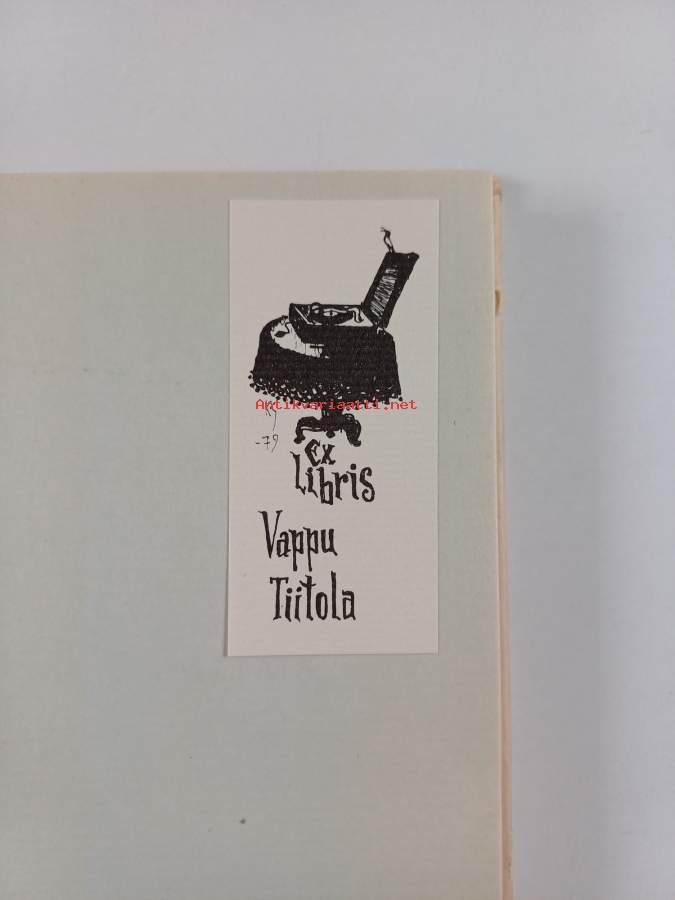 Antikvariaatti.net
-79
Ex
Libris
Vappu
Tiitola